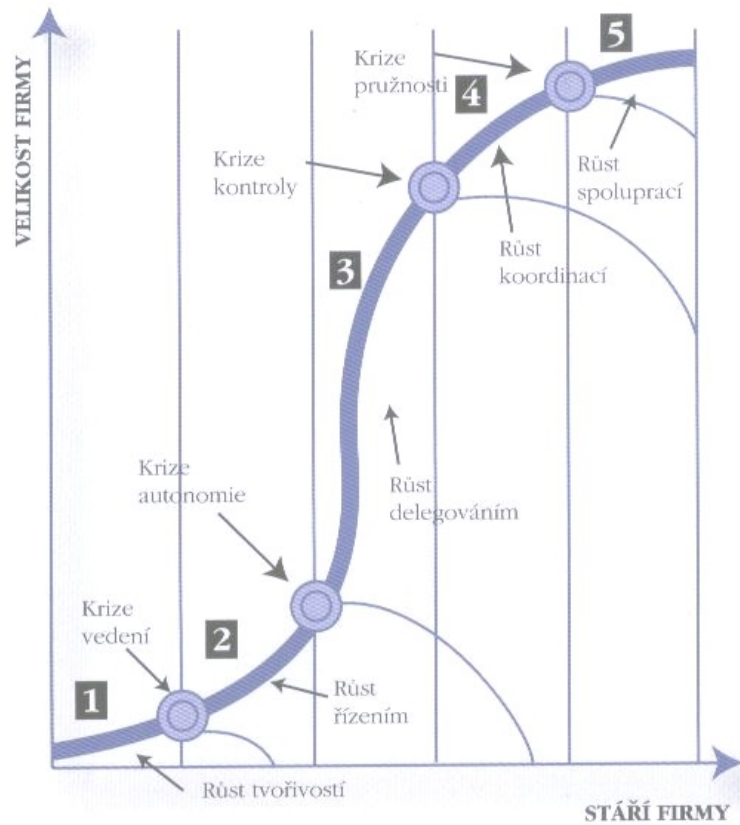 5
Krize
pružnosti
4
VELIKOST FIRMY
Krize
kontroly
Růst
spoluprací
Růst
koordinací
3
Krize
autonomie
Růst
delegováním
Krize
vedení
2
1
Růst
řízením
Růst tvořivostí
STÁŘÍ FIRMY